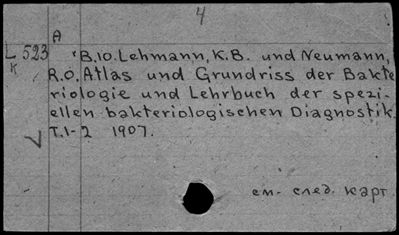 4
A
L 523 B.10. Lehmann, K.B. und Neumann,
K R.O. Atlas und Grundriss der Bakte
riologie und Lehrbuch der spezi-
ellen bakteriologischen Diagnostik.
T.1-2 1907.
см. след. карт.